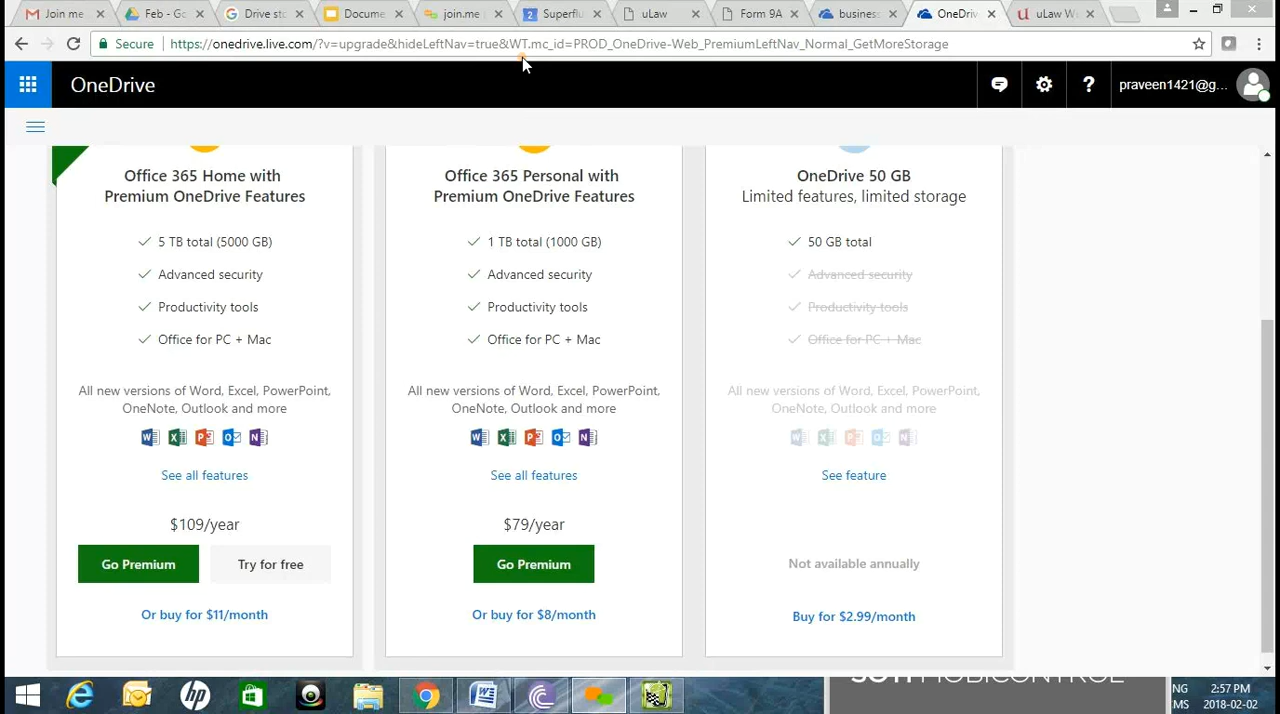 Join me
Feb - Go
Drive sto
Docume
join.me
Superflu
uLaw
Form 9A
business
OneDriv
uLaw W
Secure
https://onedrive.live.com/?v=upgrade&hideLeftNav=true&WT.mc_id=PROD_OneDrive-Web_PremiumLeftNav_Normal_GetMoreStorage
OneDrive
?
praveen1421@g...
Office 365 Home with
Premium OneDrive Features
5 TB total (5000 GB)
Advanced security
Productivity tools
Office for PC + Mac
All new versions of Word, Excel, PowerPoint,
OneNote, Outlook and more
See all features
$109/year
Go Premium
Try for free
Or buy for $11/month
Office 365 Personal with
Premium OneDrive Features
1 TB total (1000 GB)
Advanced security
Productivity tools
Office for PC + Mac
All new versions of Word, Excel, PowerPoint,
OneNote, Outlook and more
See all features
$79/year
Go Premium
Or buy for $8/month
OneDrive 50 GB
Limited features, limited storage
50 GB total
Advanced security
Productivity tools
Office for PC + Mac
All new versions of Word, Excel, PowerPoint,
OneNote, Outlook and more
See feature
Not available annually
Buy for $2.99/month
SOTI MOBICONTROL
NG
2:57 PM
MS
2018-02-02